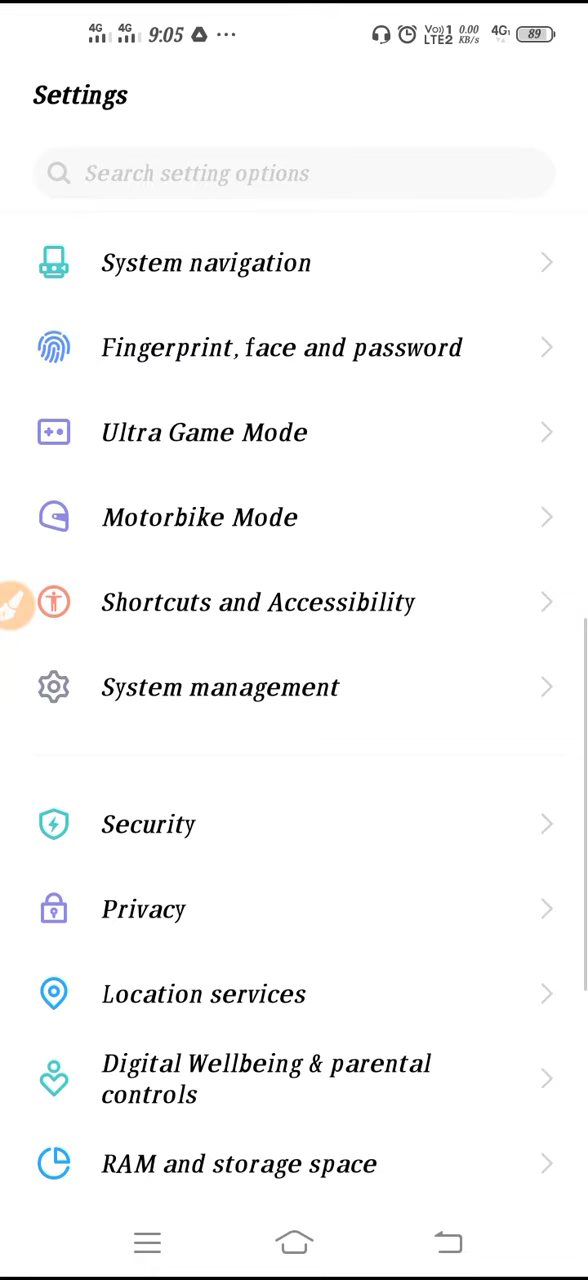 4G 4G 9:05 ... Vo)) 1 LTE2 0.00 KB/s 4G 89
Settings
Search setting options
System navigation
Fingerprint, face and password
Ultra Game Mode
Motorbike Mode
Shortcuts and Accessibility
System management
Security
Privacy
Location services
Digital Wellbeing & parental
controls
RAM and storage space